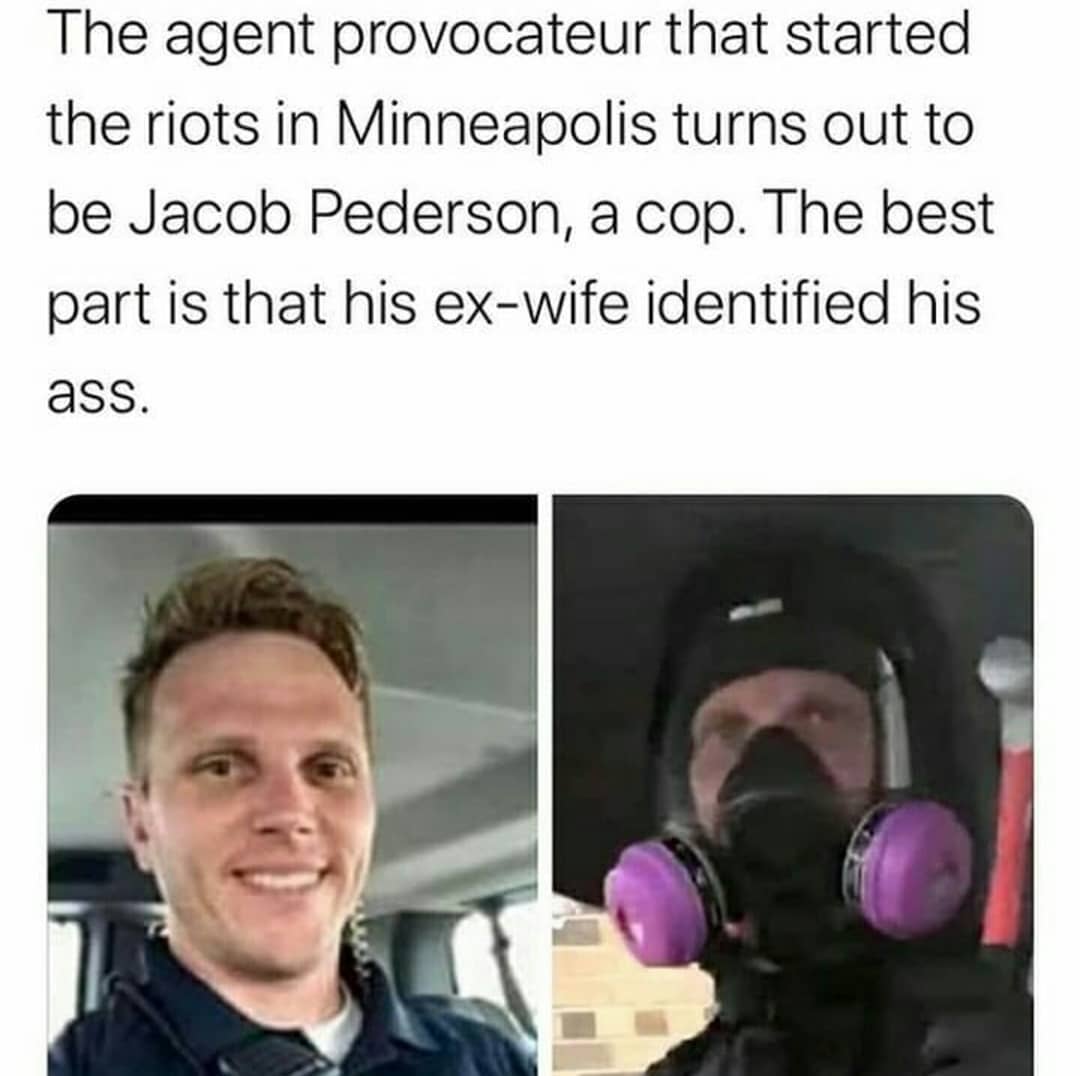 The agent provocateur that started
the riots in Minneapolis turns out to
be Jacob Pederson, a cop. The best
part is that his ex-wife identified his
ass.